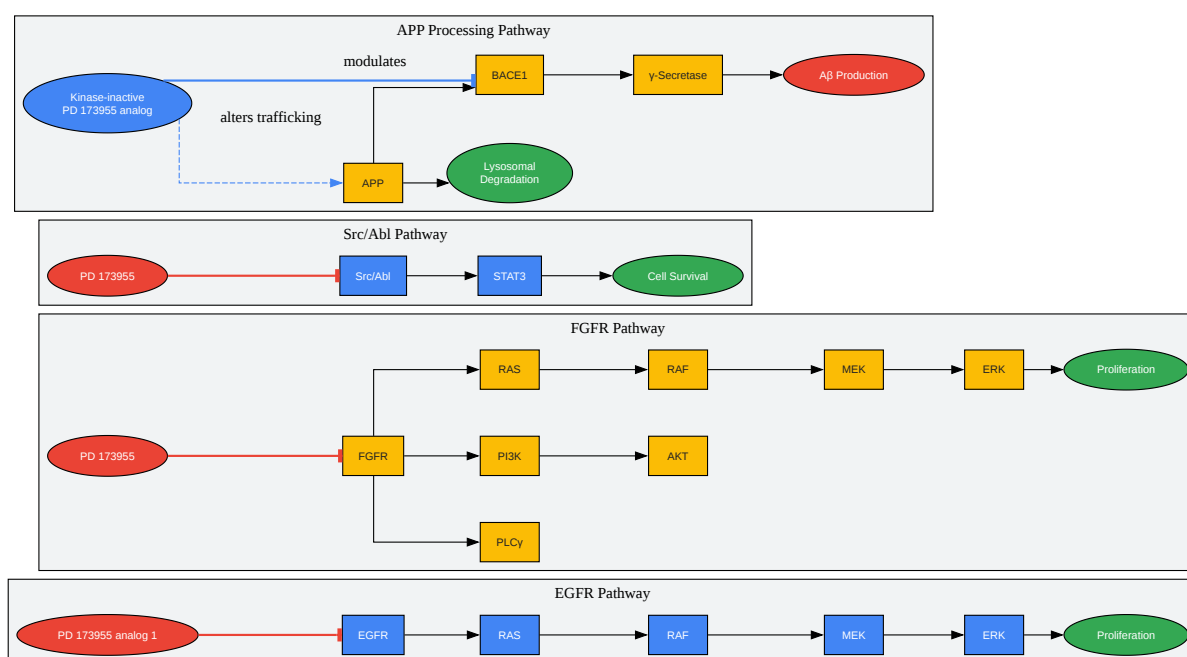 APP Processing Pathway
modulates
BACE1
γ-Secretase
Aβ Production
Kinase-inactive
PD 173955 analog
alters trafficking
APP
Lysosomal
Degradation
Src/Abl Pathway
PD 173955
Src/Abl
STAT3
Cell Survival
FGFR Pathway
RAS
RAF
MEK
ERK
Proliferation
PD 173955
FGFR
PI3K
AKT
PLCγ
EGFR Pathway
PD 173955 analog 1
EGFR
RAS
RAF
MEK
ERK
Proliferation